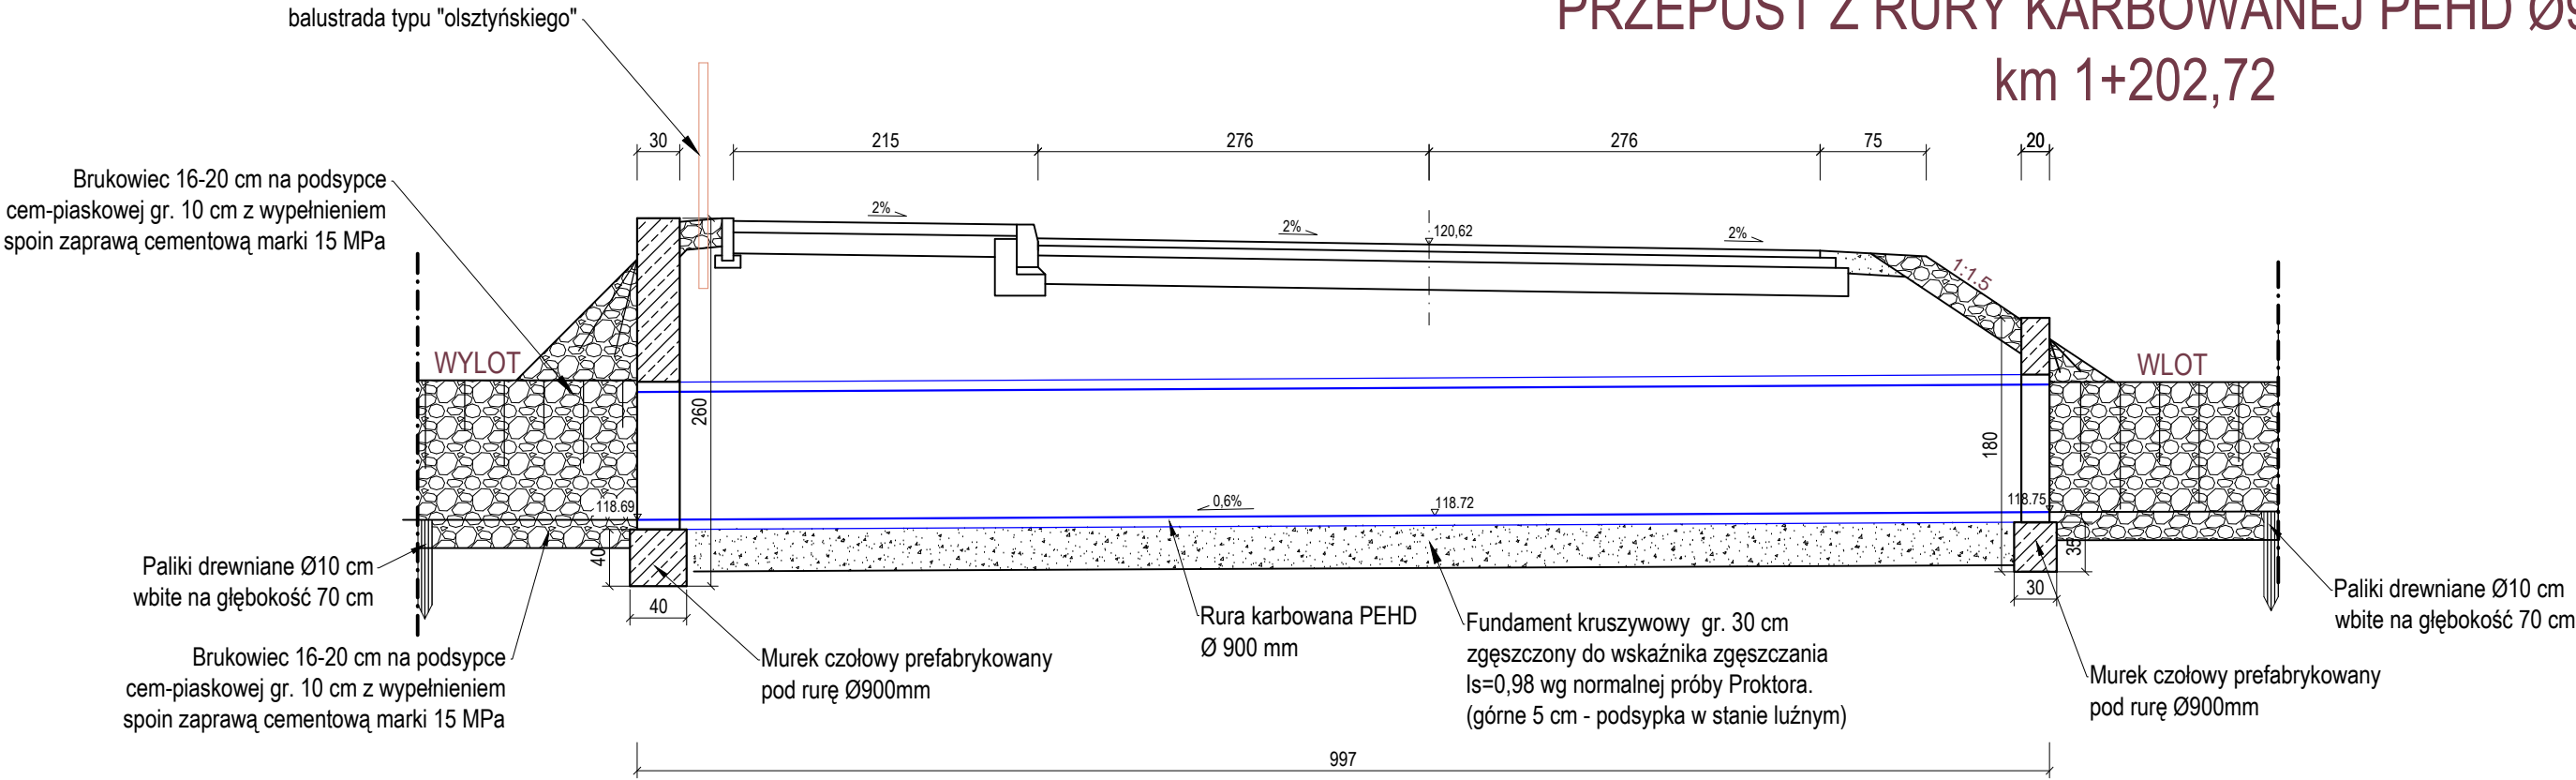 balustrada typu "olsztyńskiego"
PRZEPUST Z RURY KARBOWANEJ PEHD Ø9
km 1+202,72
30
215
276
276
75
20
Brukowiec 16-20 cm na podsypce
cem-piaskowej gr. 10 cm z wypełnieniem
spoin zaprawą cementową marki 15 MPa
2%
2%
120,62
2%
1:1.5
WYLOT
WLOT
260
180
118.69
0,6%
118.72
118.75
40
35
40
30
Paliki drewniane Ø10 cm
wbite na głębokość 70 cm
Paliki drewniane Ø10 cm
wbite na głębokość 70 cm
Brukowiec 16-20 cm na podsypce
cem-piaskowej gr. 10 cm z wypełnieniem
spoin zaprawą cementową marki 15 MPa
Murek czołowy prefabrykowany
pod rurę Ø900mm
Rura karbowana PEHD
Ø 900 mm
Fundament kruszywowy gr. 30 cm
zgęszczony do wskaźnika zgęszczania
Is=0,98 wg normalnej próby Proktora.
(górne 5 cm - podsypka w stanie luźnym)
Murek czołowy prefabrykowany
pod rurę Ø900mm
997